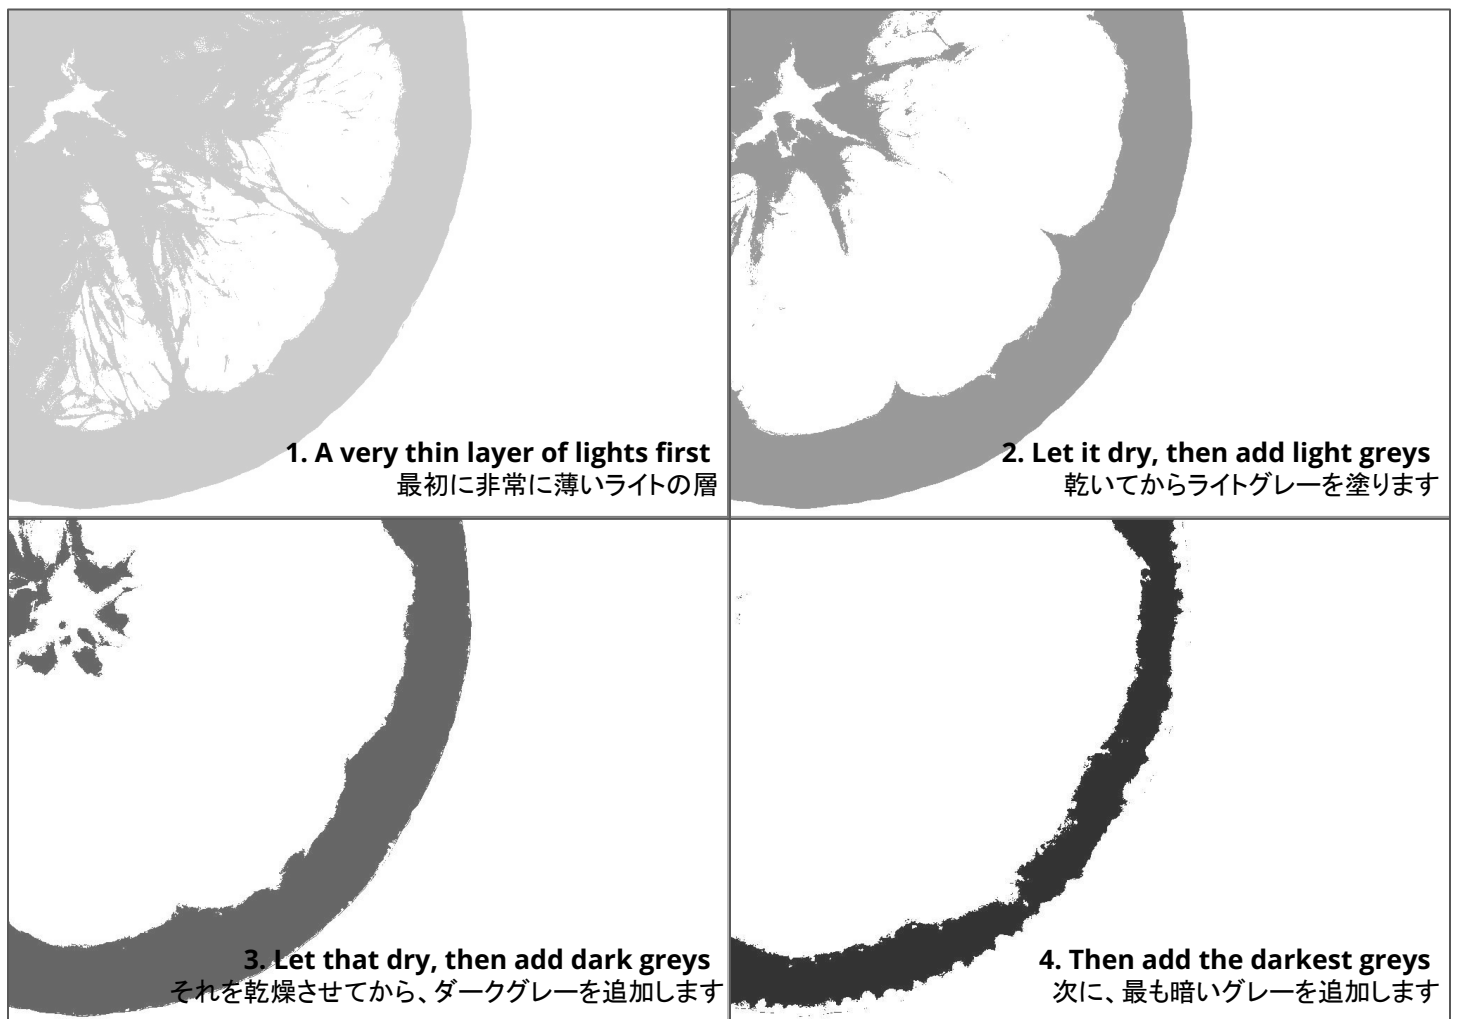 1. A very thin layer of lights first
最初に非常に薄いライトの層
2. Let it dry, then add light greys
乾いてからライトグレーを塗ります
3. Let that dry, then add dark greys
それを乾燥させてから、ダークグレーを追加します
4. Then add the darkest greys
次に、最も暗いグレーを追加します